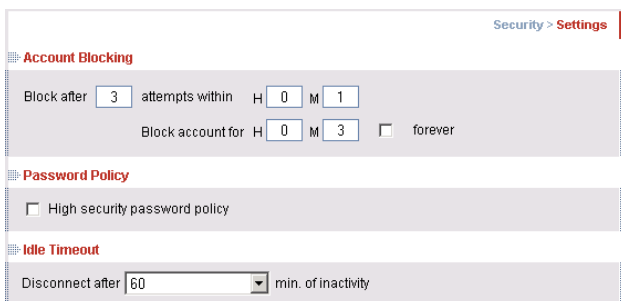 Security > Settings
Account Blocking
Block after 3 attempts within H 0 M 1
Block account for H 0 M 3 forever
Password Policy
High security password policy
Idle Timeout
Disconnect after 60 min. of inactivity